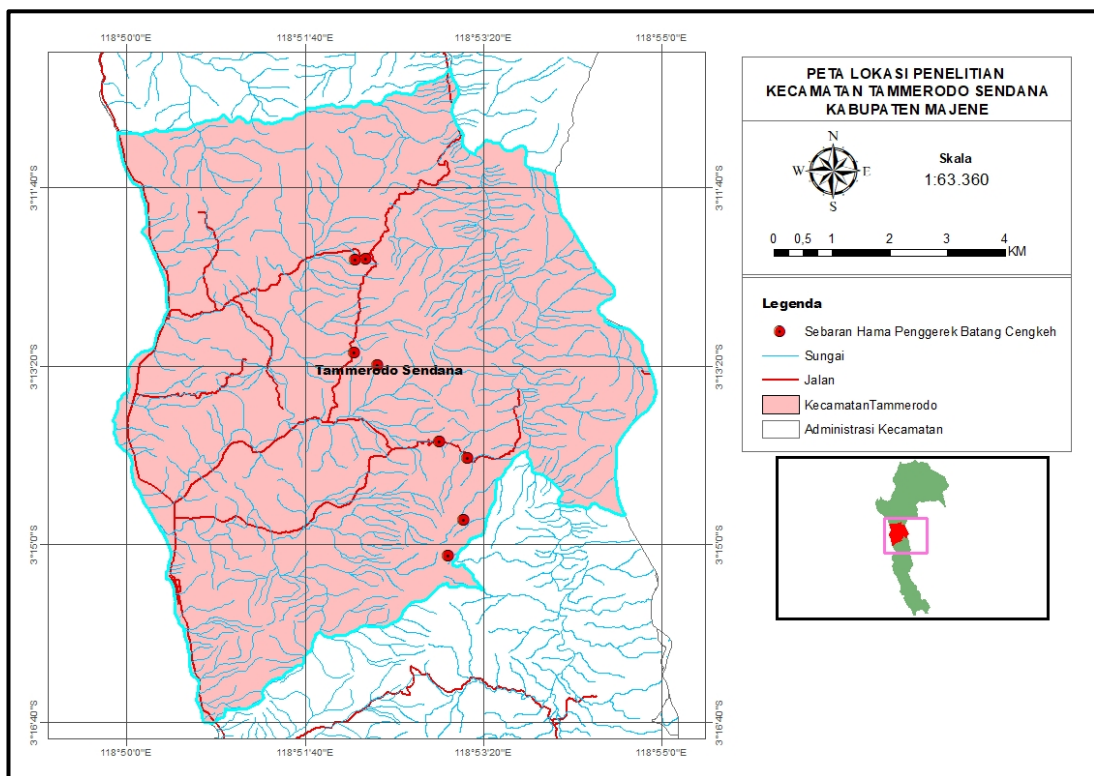 118°50'0"E 118°51'40"E 118°53'20"E 118°55'0"E
3°11'40"S 3°11'40"S
3°13'20"S 3°13'20"S
3°15'0"S 3°15'0"S
3°16'40"S 3°16'40"S
118°50'0"E 118°51'40"E 118°53'20"E 118°55'0"E
Tammerodo Sendana
PETA LOKASI PENELITIAN
KECAMATAN TAMMERODO SENDANA
KABUPATEN MAJENE
N
W E
S
Skala
1:63.360
0 0,5 1 2 3 4
KM
Legenda
Sebaran Hama Penggerek Batang Cengkeh
Sungai
Jalan
KecamatanTammerodo
Administrasi Kecamatan